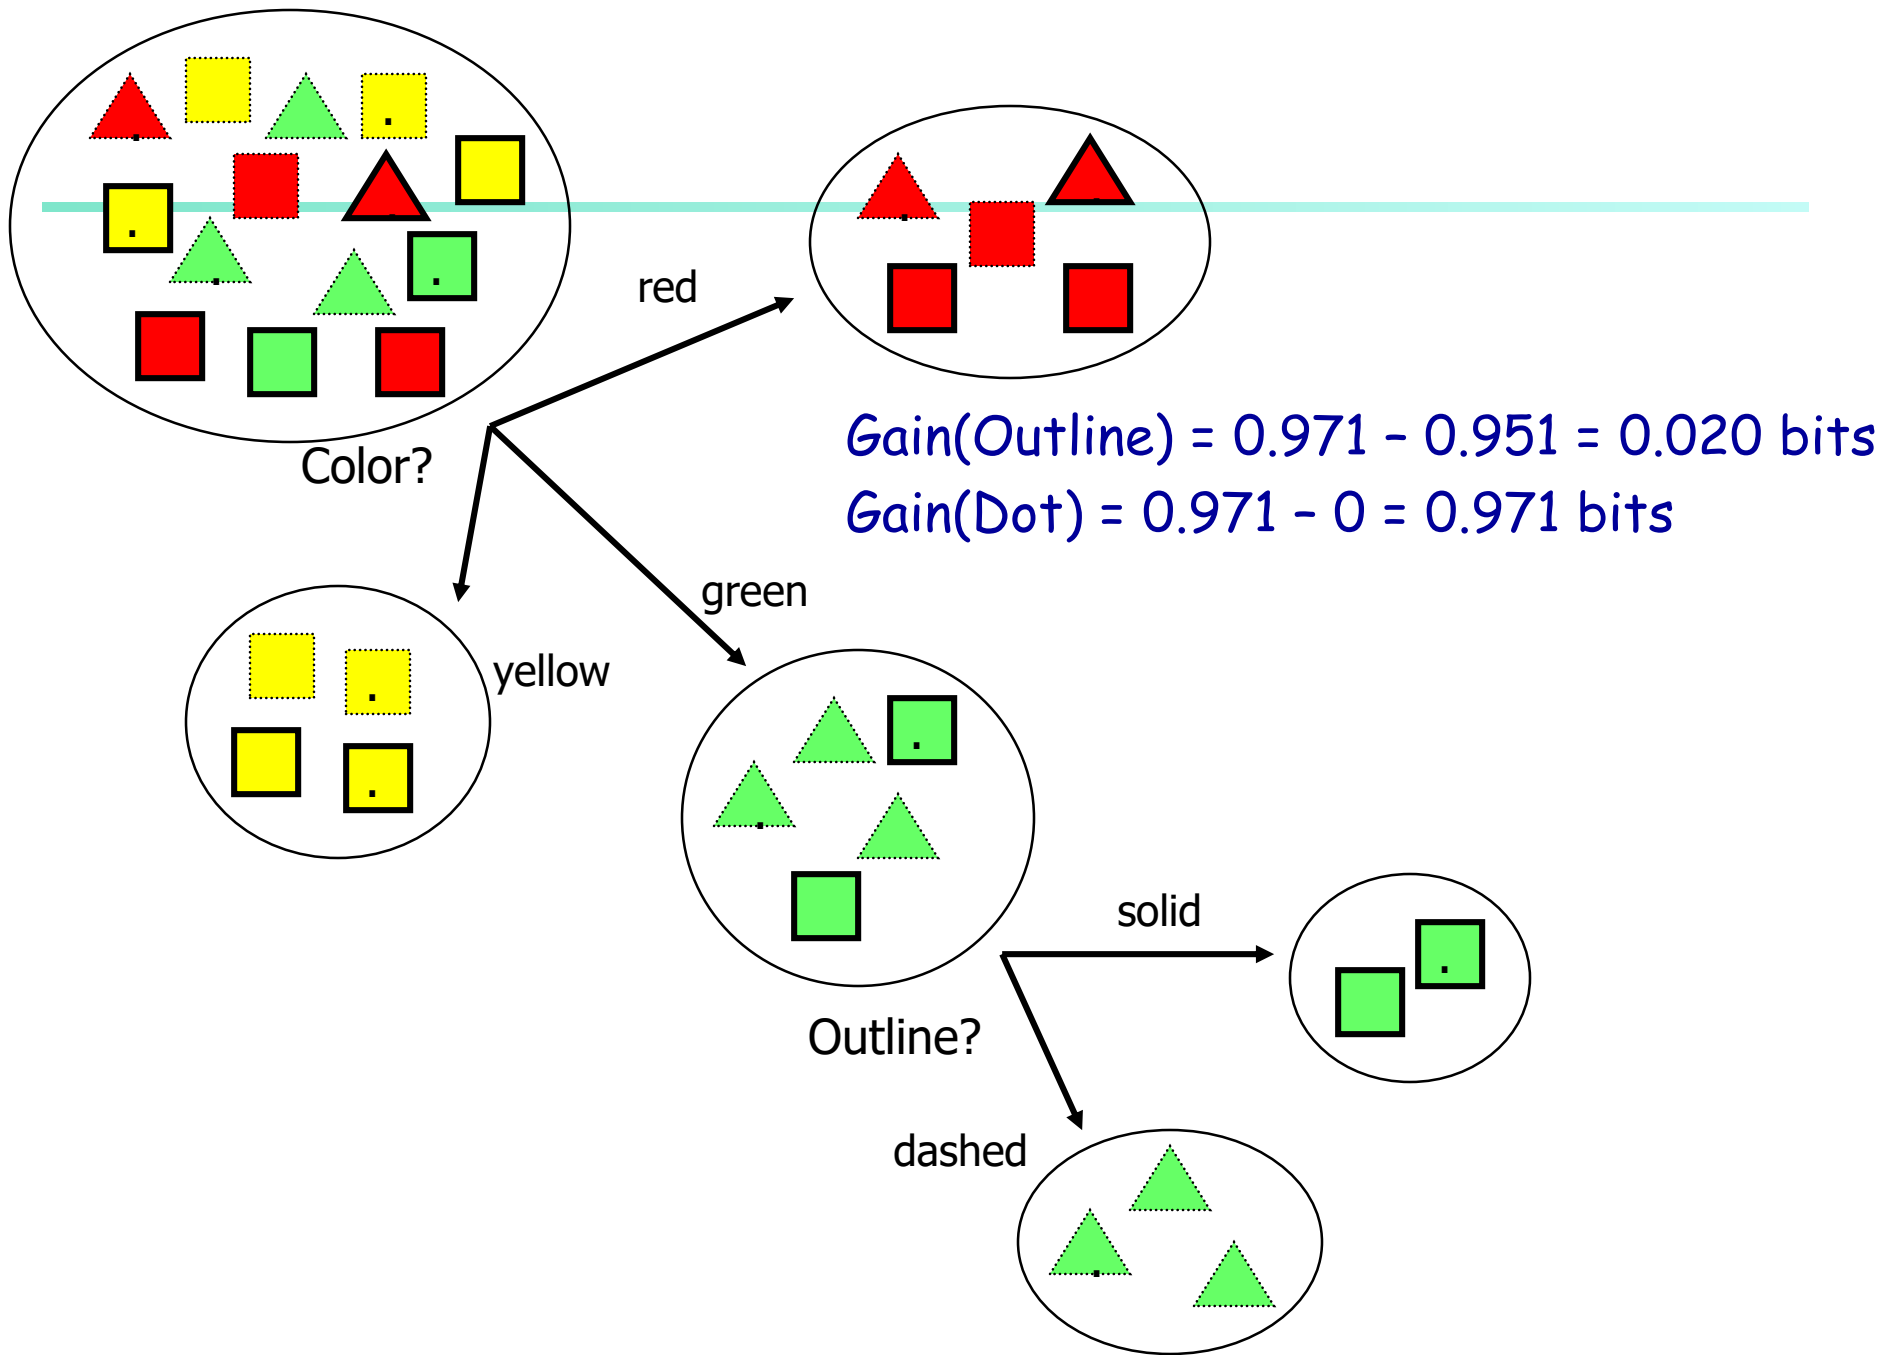 red
Gain(Outline) = 0.971 – 0.951 = 0.020 bits
Color?
Gain(Dot) = 0.971 – 0 = 0.971 bits
green
yellow
solid
Outline?
dashed